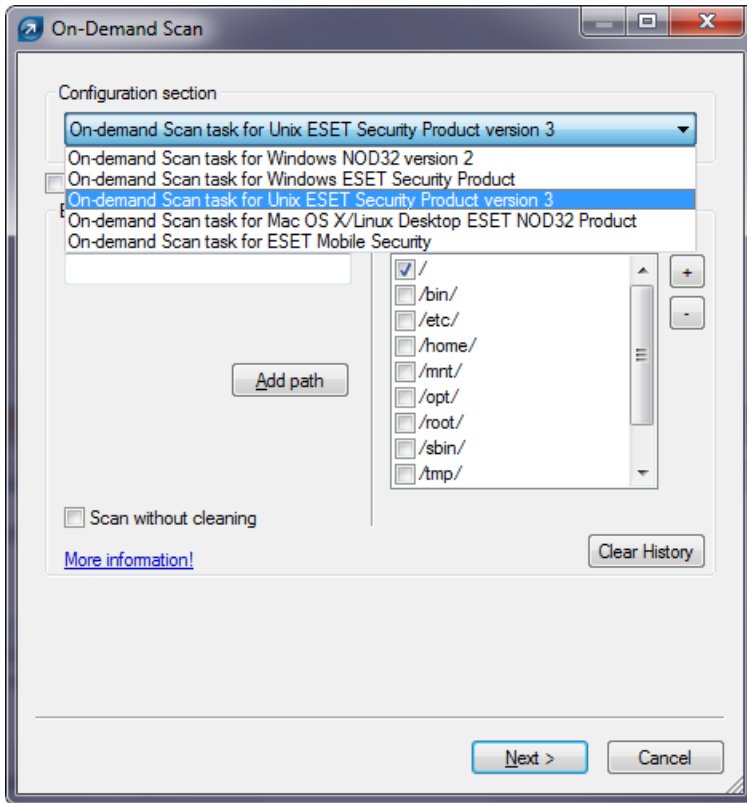 On-Demand Scan
Configuration section
On-demand Scan task for Unix ESET Security Product version 3
On-demand Scan task for Windows NOD32 version 2
On-demand Scan task for Windows ESET Security Product
On-demand Scan task for Unix ESET Security Product version 3
On-demand Scan task for Mac OS X/Linux Desktop ESET NOD32 Product
On-demand Scan task for ESET Mobile Security
/
+
/bin/
-
/etc/
/home/
/mnt/
Add path
/opt/
/root/
/sbin/
/tmp/
Scan without cleaning
More information!
Clear History
Next >
Cancel